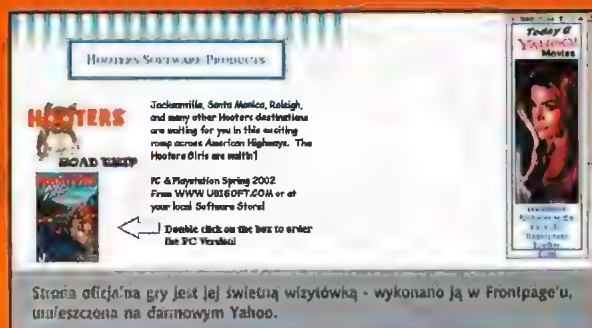 HOOTERS SOFTWARE PRODUCTS
HOOTERS
ROAD TRIP
Jacksonville, Santa Monica, Raleigh,
and many other Hooters destinations
are waiting for you in this exciting
romp across American Highways. The
Hooters Girls are waitin'!
PC & Playstation Spring 2002
From WWW.UBISOFT.COM or at
your local Software Store!
Double click on the box to order
the PC Version!
Today @
YAHOO!
Movies
Strona oficjalna gry jest jej świetną wizytówką - wykonano ją w Frontpage'u,
umieszczona na darmowym Yahoo.